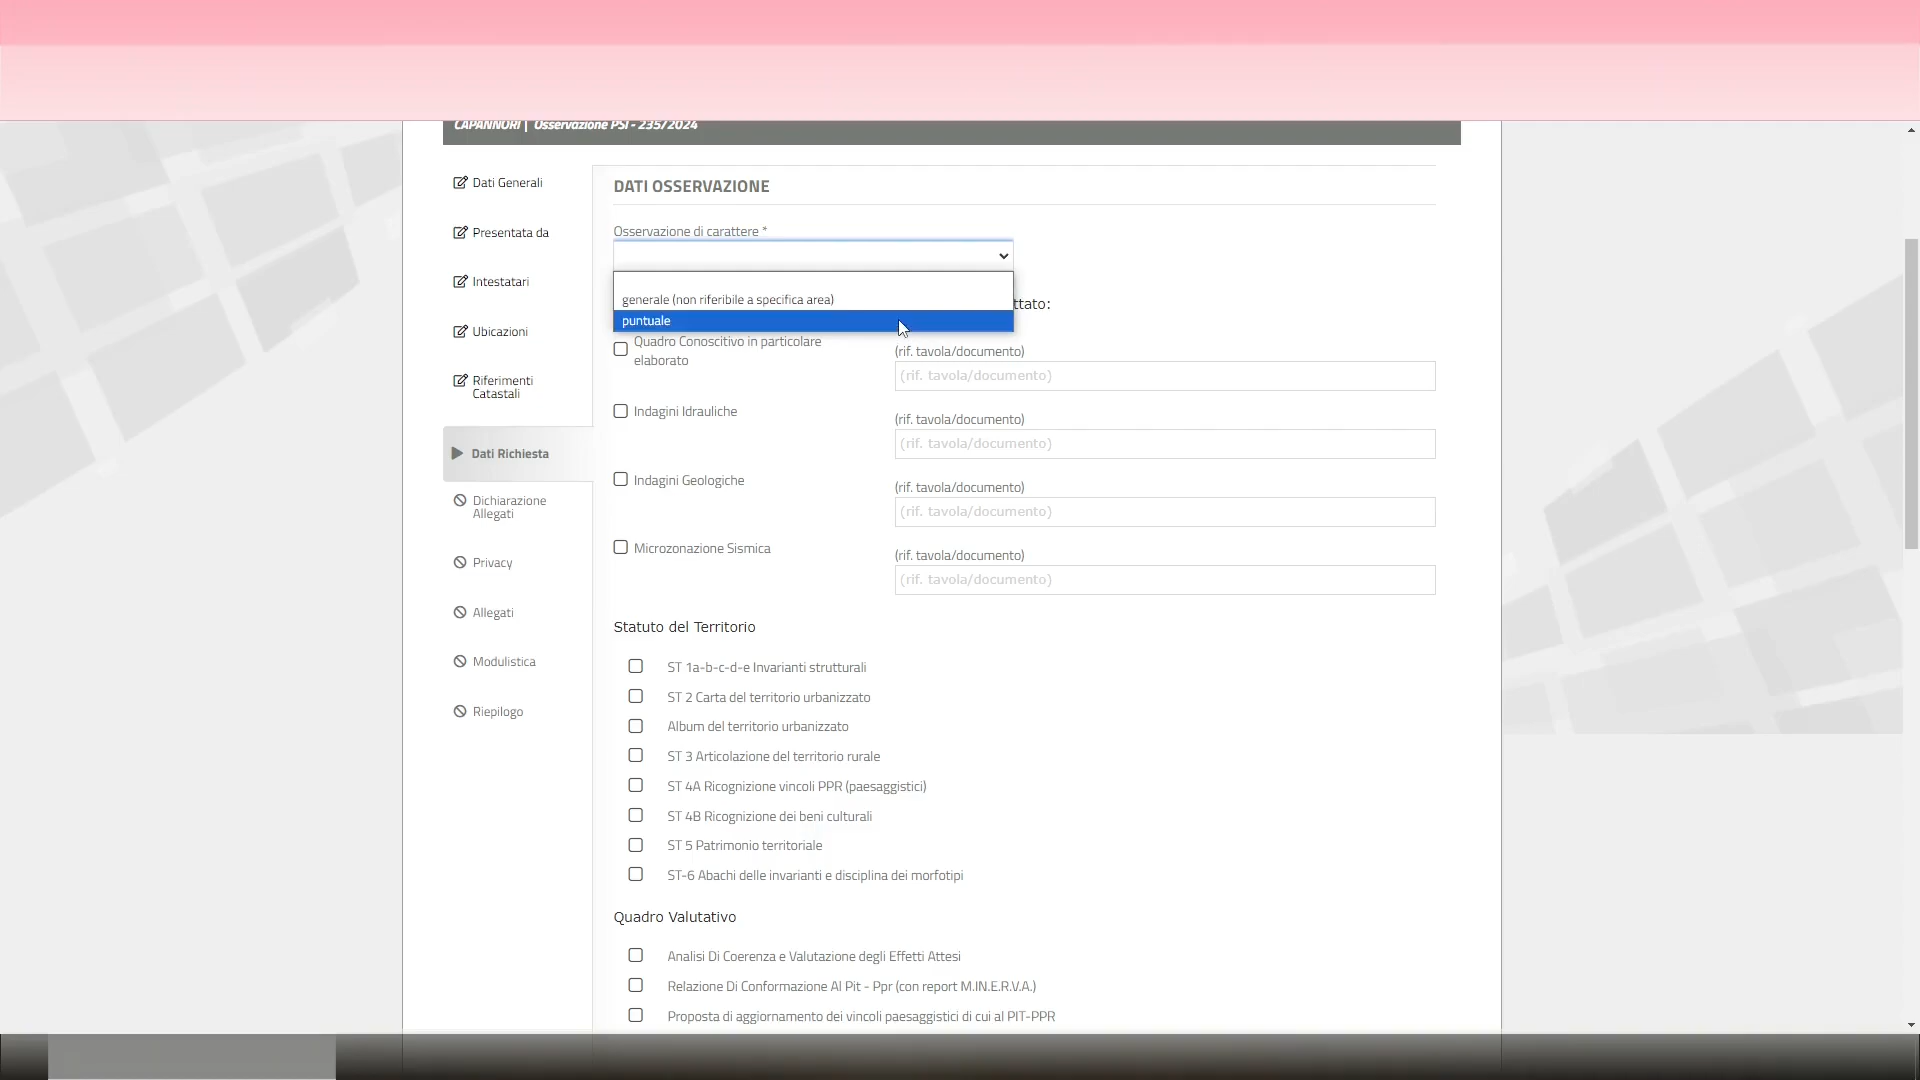 CAPANNORI | Osservazione PSI - 235/2024
Dati Generali
Presentata da
Intestatari
Ubicazioni
Riferimenti
Catastali
Dati Richiesta
Dichiarazione
Allegati
Privacy
Allegati
Modulistica
Riepilogo
DATI OSSERVAZIONE
Osservazione di carattere *
generale (non riferibile a specifica area)
puntuale
ttato:
Quadro Conoscitivo in particolare
elaborato
(rif. tavola/documento)
(rif. tavola/documento)
Indagini Idrauliche
(rif. tavola/documento)
(rif. tavola/documento)
Indagini Geologiche
(rif. tavola/documento)
(rif. tavola/documento)
Microzonazione Sismica
(rif. tavola/documento)
(rif. tavola/documento)
Statuto del Territorio
ST 1a-b-c-d-e Invarianti strutturali
ST 2 Carta del territorio urbanizzato
Album del territorio urbanizzato
ST 3 Articolazione del territorio rurale
ST 4A Ricognizione vincoli PPR (paesaggistici)
ST 4B Ricognizione dei beni culturali
ST 5 Patrimonio territoriale
ST-6 Abachi delle invarianti e disciplina dei morfotipi
Quadro Valutativo
Analisi Di Coerenza e Valutazione degli Effetti Attesi
Relazione Di Conformazione Al Pit - Ppr (con report M.IN.E.R.V.A.)
Proposta di aggiornamento dei vincoli paesaggistici di cui al PIT-PPR